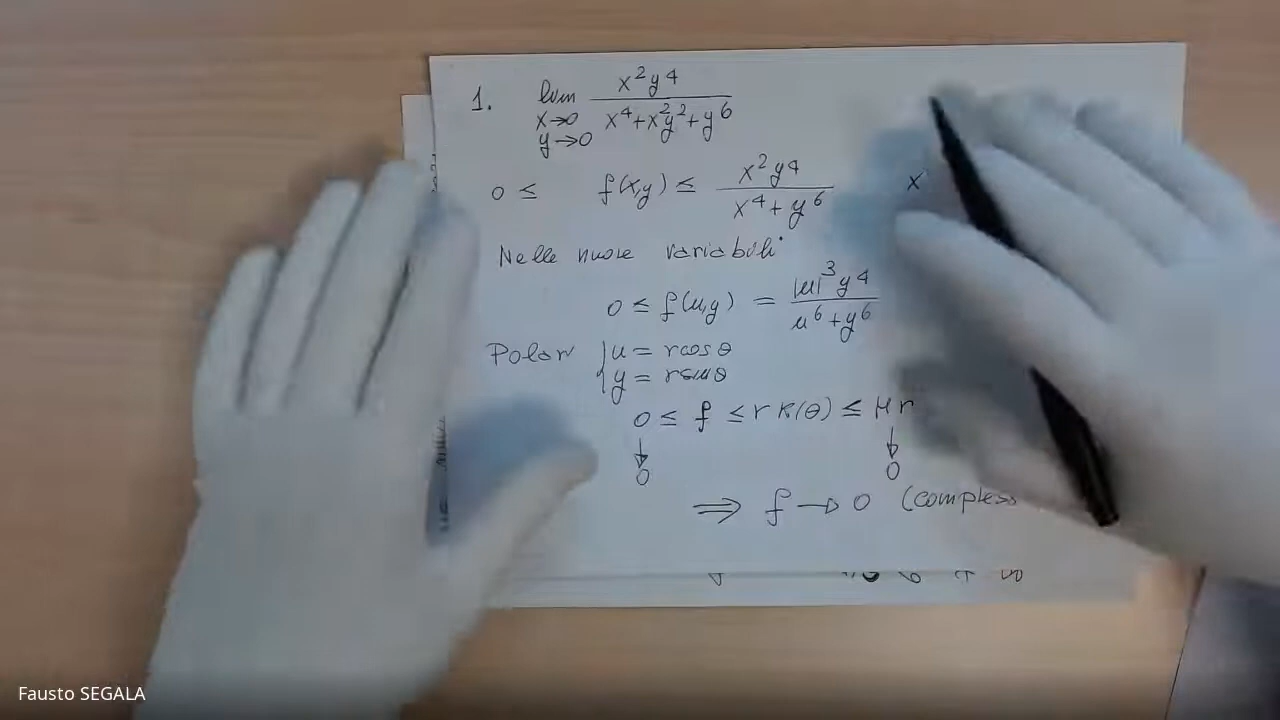 1. lim x→0 y→0 x²y⁴ / x⁴+x²y²+y⁶
0 ≤ f(x,y) ≤ x²y⁴ / x⁴+y⁶ x
Nelle nuove variabili
0 ≤ f(u,y) = |u|³y⁴ / u⁶+y⁶
Polari { u = r cos θ
y = r sin θ
0 ≤ f ≤ r K(θ) ≤ M r
↓ ↓
0 0
⟹ f → 0 (compless
Fausto SEGALA